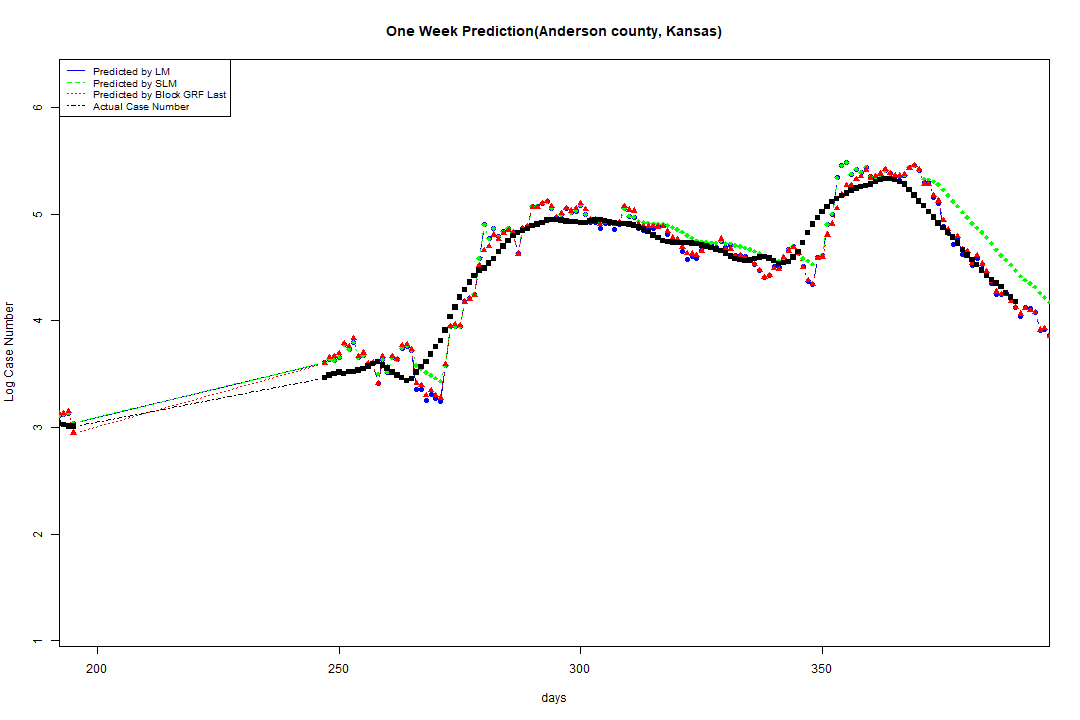 One Week Prediction(Anderson county, Kansas)
Predicted by LM
Predicted by SLM
Predicted by Block GRF Last
Actual Case Number
Log Case Number
6
5
4
3
2
1
200 250 300 350
days